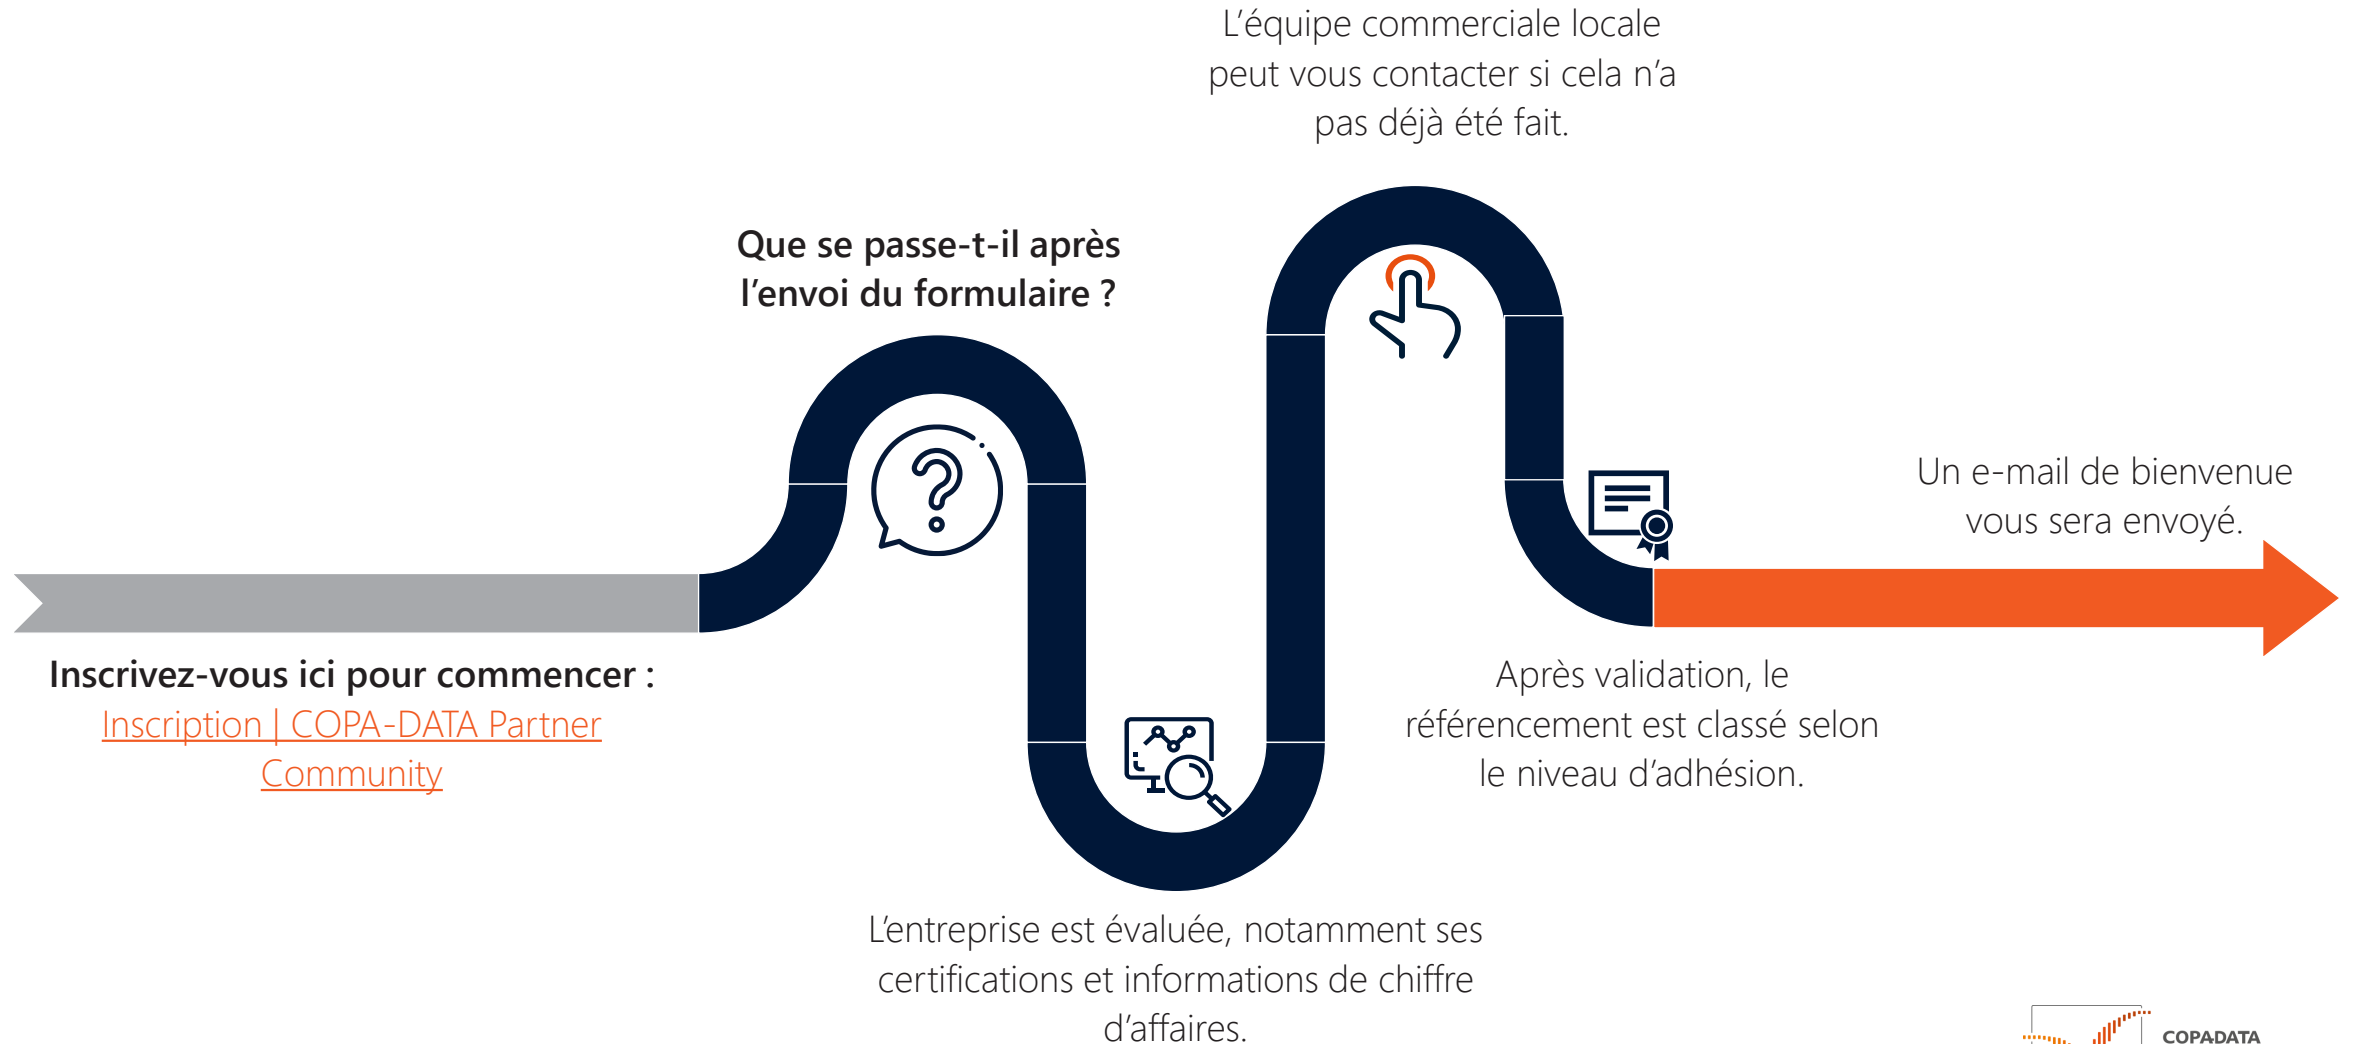 Inscrivez-vous ici pour commencer :
Inscription | COPA-DATA Partner
Community
Que se passe-t-il après
l’envoi du formulaire ?
L’entreprise est évaluée, notamment ses
certifications et informations de chiffre
d’affaires.
L’équipe commerciale locale
peut vous contacter si cela n’a
pas déjà été fait.
Après validation, le
référencement est classé selon
le niveau d’adhésion.
Un e-mail de bienvenue
vous sera envoyé.
COPADATA